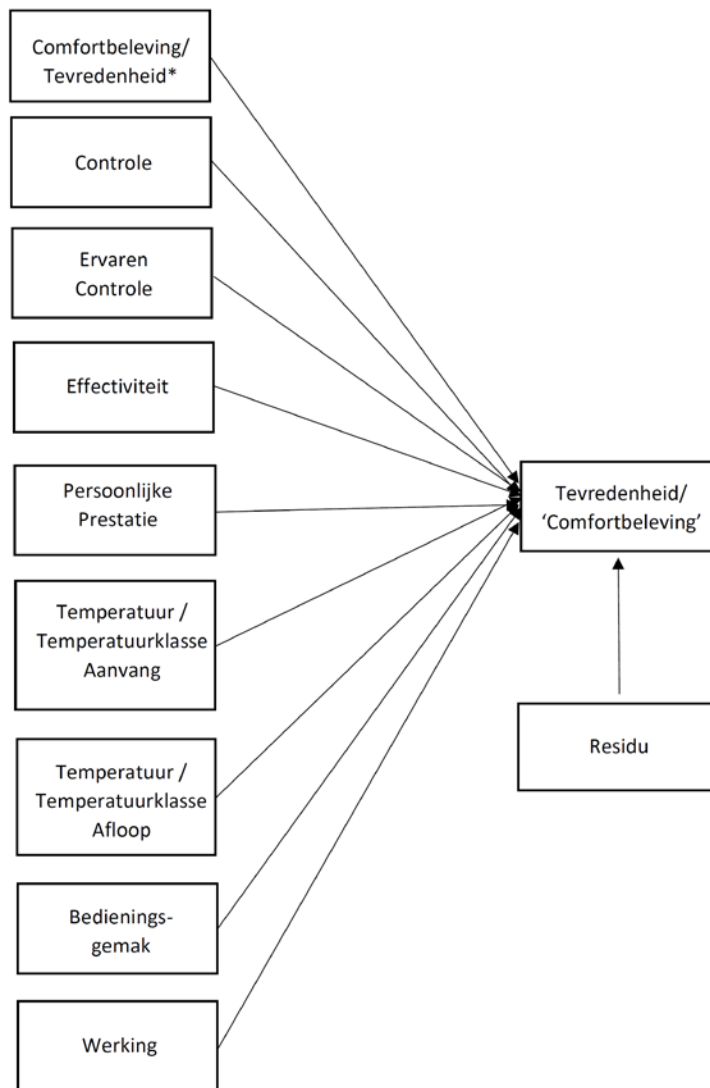 Comfortbeleving/
Tevredenheid*
Controle
Ervaren
Controle
Effectiviteit
Persoonlijke
Prestatie
Temperatuur /
Temperatuurklasse
Aanvang
Temperatuur /
Temperatuurklasse
Afloop
Bedienings-
gemak
Werking
Tevredenheid/
‘Comfortbeleving’
Residu